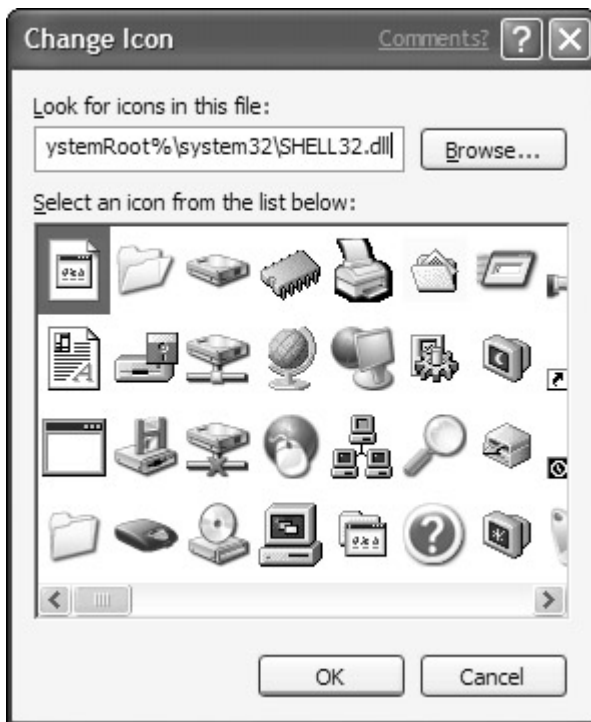 Change Icon Comments? ? X
Look for icons in this file:
ystemRoot%\system32\SHELL32.dll Browse...
Select an icon from the list below:
OK Cancel